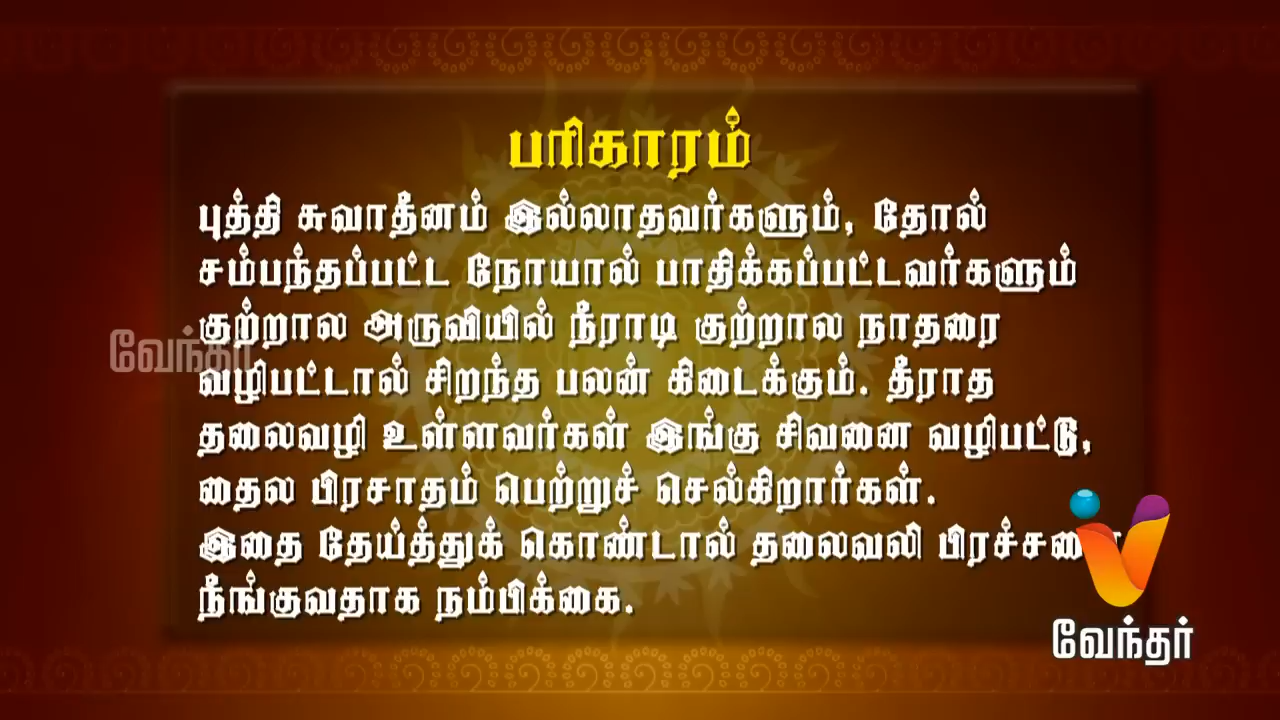 பரிகாரம்
புத்தி சுவாதீனம் இல்லாதவர்களும், தோல்
சம்பந்தப்பட்ட நோயால் பாதிக்கப்பட்டவர்களும்
குற்றால அருவியில் நீராடி குற்றால நாதரை
வழிபட்டால் சிறந்த பலன் கிடைக்கும். தீராத
தலைவழி உள்ளவர்கள் இங்கு சிவனை வழிபட்டு,
தைல பிரசாதம் பெற்றுச் செல்கிறார்கள்.
இதை தேய்த்துக் கொண்டால் தலைவலி
நீங்குவதாக நம்பிக்கை.
வேந்தர்
வேந்தர்